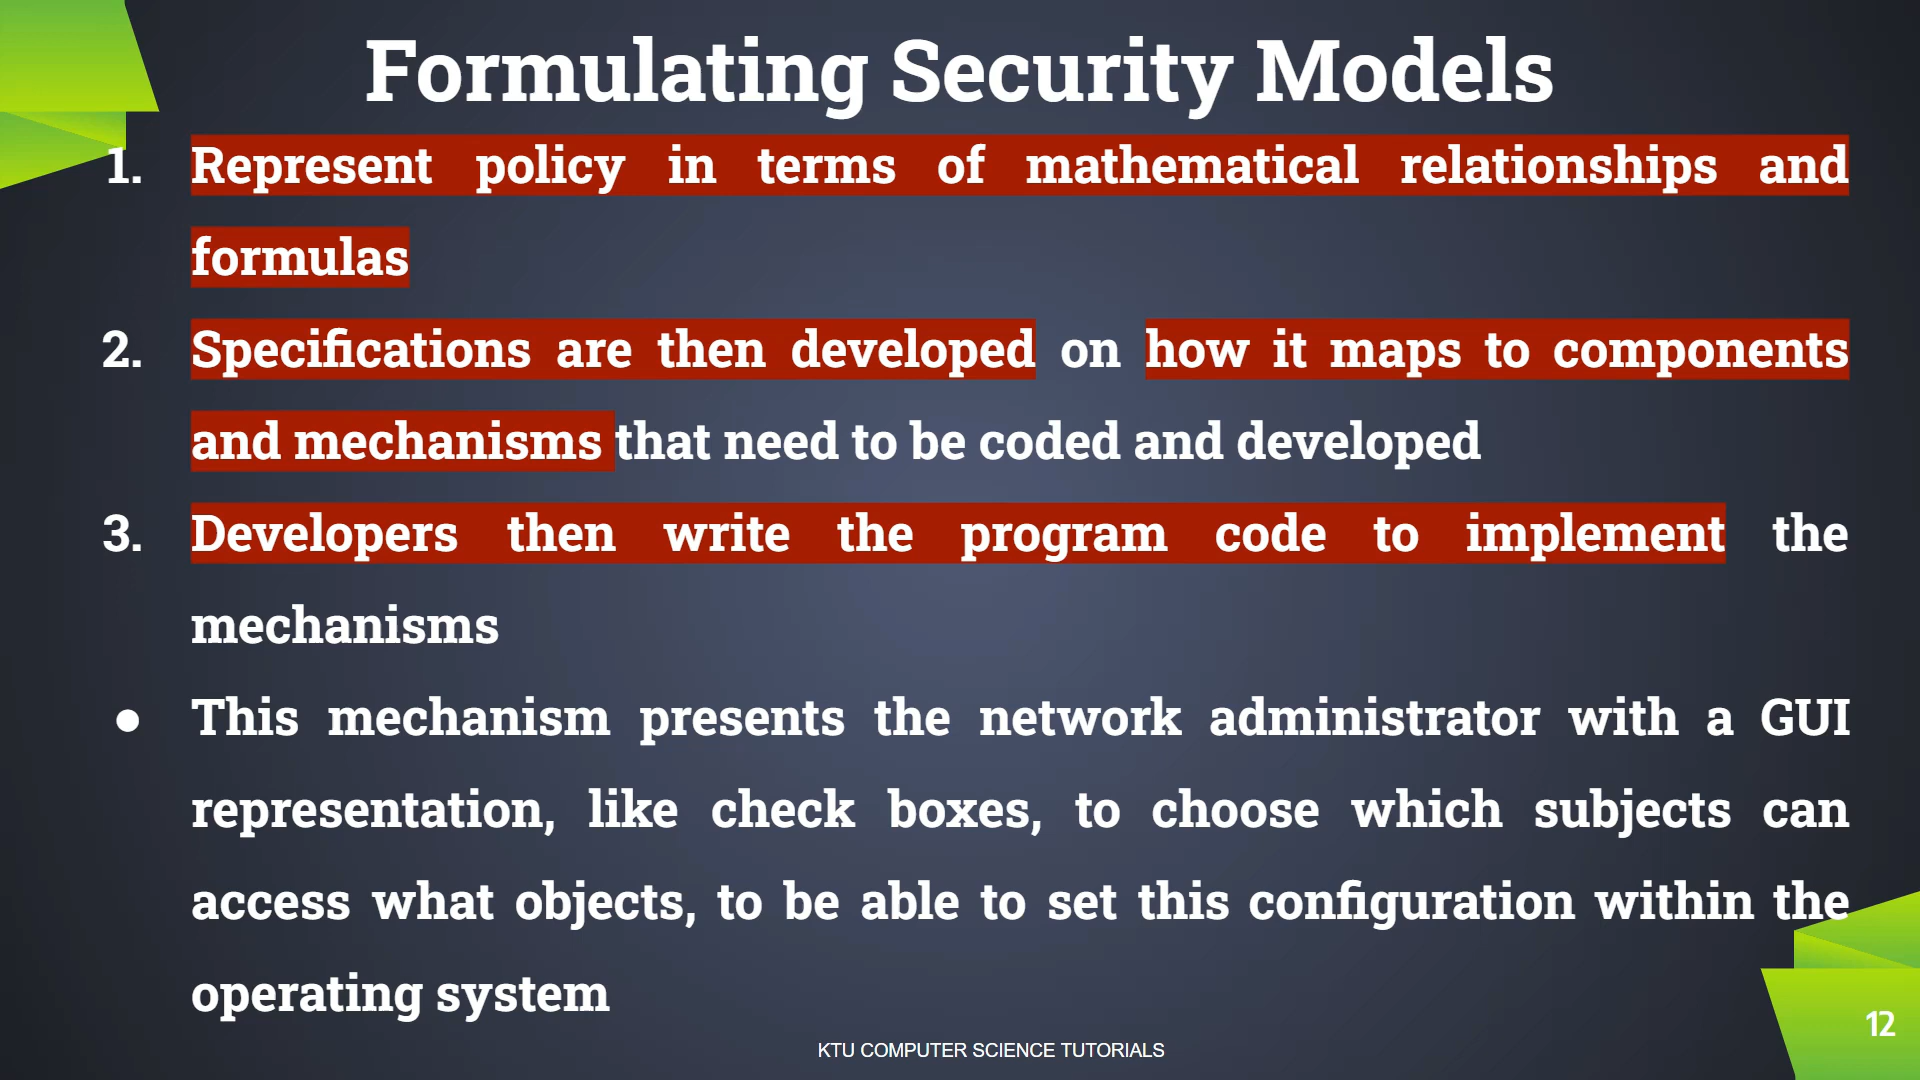 Formulating Security Models
1. Represent policy in terms of mathematical relationships and
formulas
2. Specifications are then developed on how it maps to components
and mechanisms that need to be coded and developed
3. Developers then write the program code to implement the
mechanisms
● This mechanism presents the network administrator with a GUI
representation, like check boxes, to choose which subjects can
access what objects, to be able to set this configuration within the
operating system
12
KTU COMPUTER SCIENCE TUTORIALS